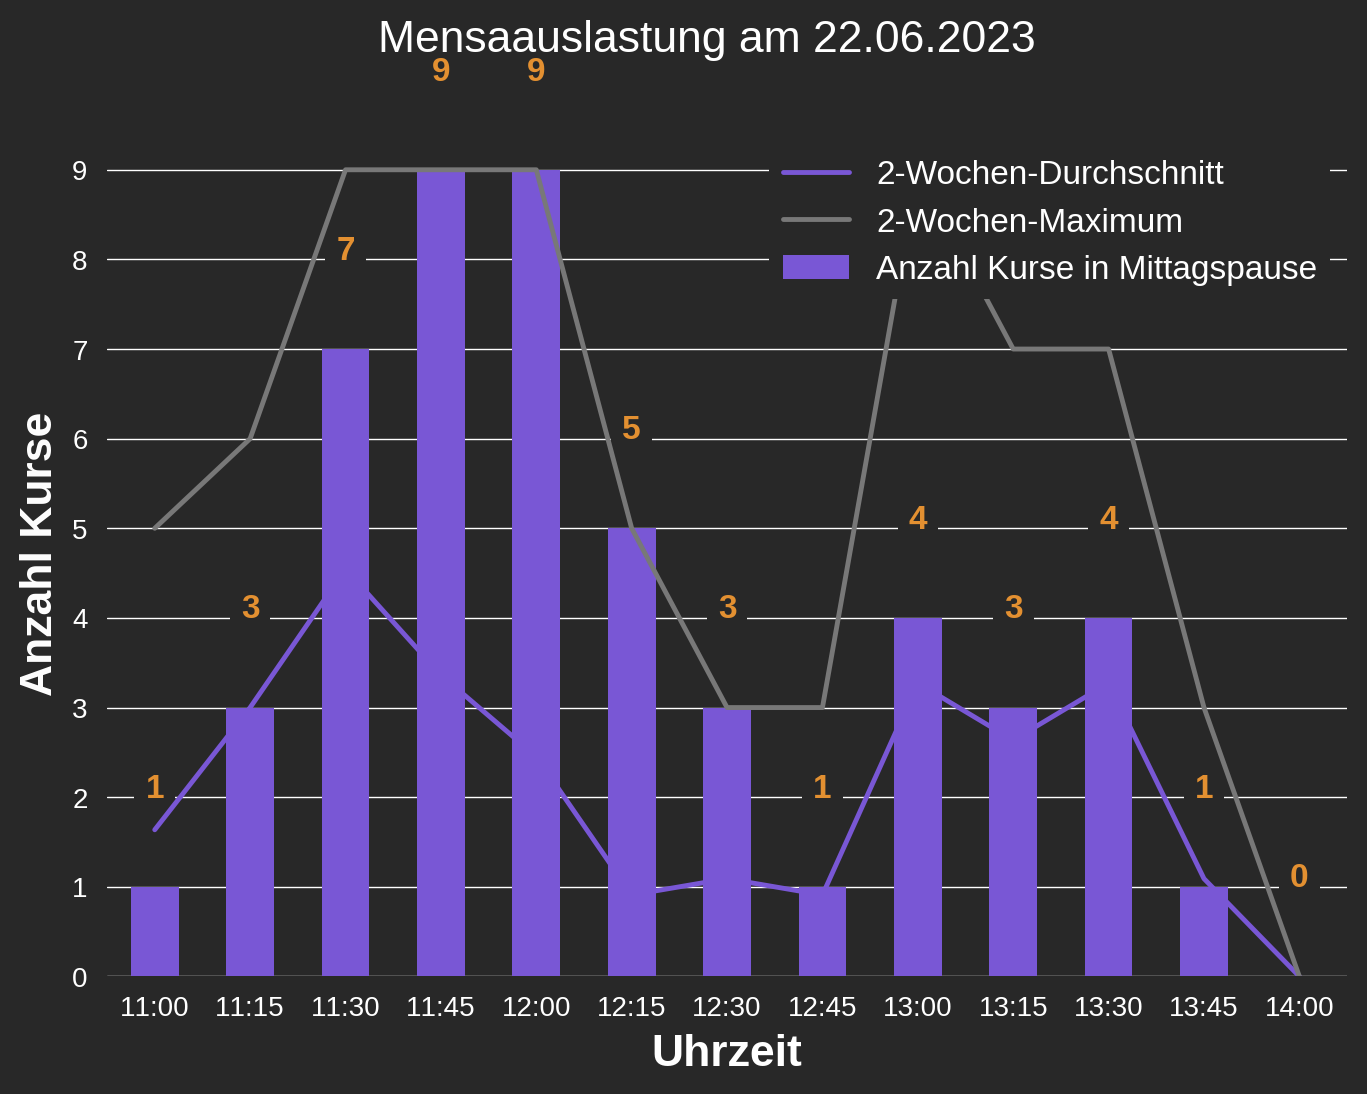 Mensaauslastung am 22.06.2023
9 9
9
2-Wochen-Durchschnitt
2-Wochen-Maximum
Anzahl Kurse in Mittagspause
8
7
7
6
5
5
4 4
4
3 3 3
3
2
1 1 1
1
0
0
Anzahl Kurse
11:00 11:15 11:30 11:45 12:00 12:15 12:30 12:45 13:00 13:15 13:30 13:45 14:00
Uhrzeit